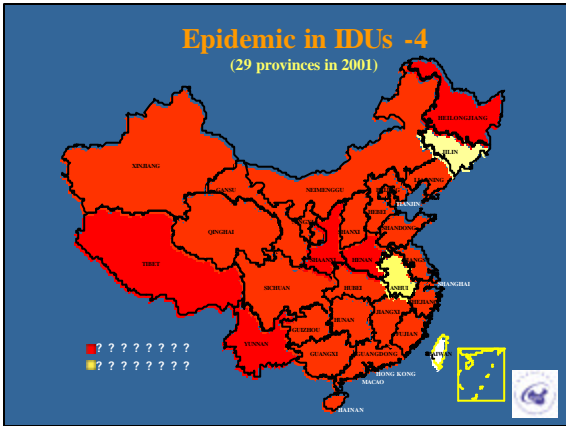 Epidemic in IDUs -4
(29 provinces in 2001)
HEILONGJIANG
JILIN
XINJIANG
LIAONING
GANSU
NEIMENGGU
TIANJIN
HEBEI
QINGHAI
SHANXI
SHANDONG
SHAANXI
HENAN
TIBET
SHANGHAI
SICHUAN
HUBEI
ANHUI
ZHEJIANG
HUNAN
JIANGXI
GUIZHOU
FUJIAN
YUNNAN
GUANGXI
GUANGDONG
TAIWAN
HONG KONG
MACAO
HAINAN
? ? ? ? ? ? ? ?
? ? ? ? ? ? ? ?